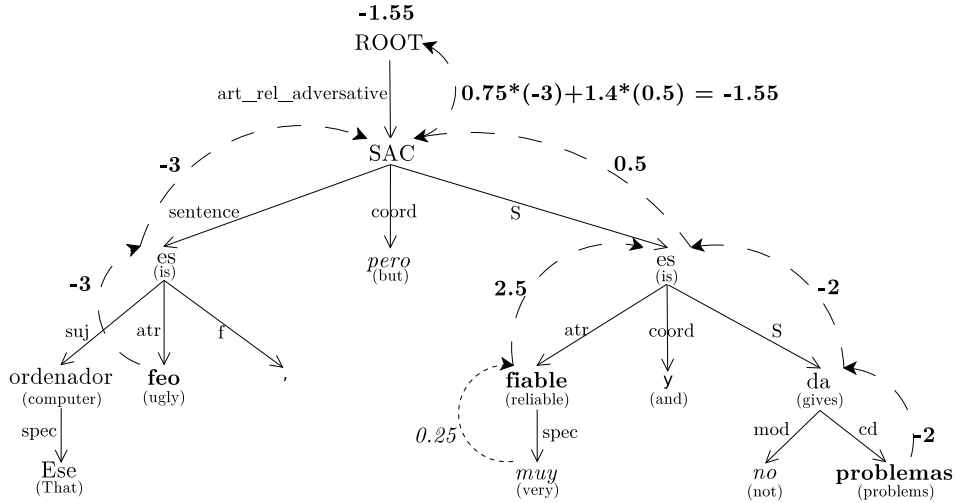 -1.55
ROOT
art_rel_adversative
0.75*(-3)+1.4*(0.5) = -1.55
SAC
-3
0.5
sentence
coord
S
es
(is)
pero
(but)
es
(is)
-3
2.5
-2
suj
atr
f
atr
coord
S
ordenador
(computer)
feo
(ugly)
,
fiable
(reliable)
y
(and)
da
(gives)
spec
0.25
spec
mod
cd
-2
Ese
(That)
muy
(very)
no
(not)
problemas
(problems)